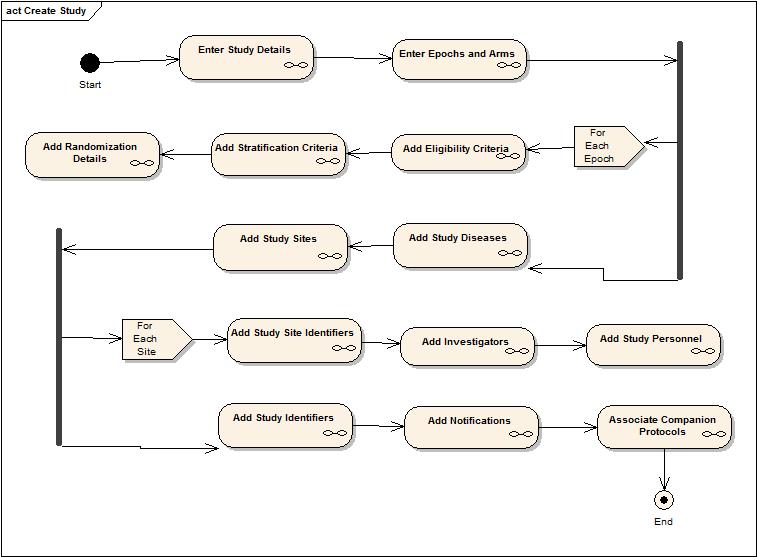 act Create Study
Enter Study Details
Enter Epochs and Arms
Start
For
Each
Epoch
Add Eligibility Criteria
Add Stratification Criteria
Add Randomization
Details
Add Study Diseases
Add Study Sites
For
Each
Site
Add Study Site Identifiers
Add Investigators
Add Study Personnel
Add Study Identifiers
Add Notifications
Associate Companion
Protocols
End